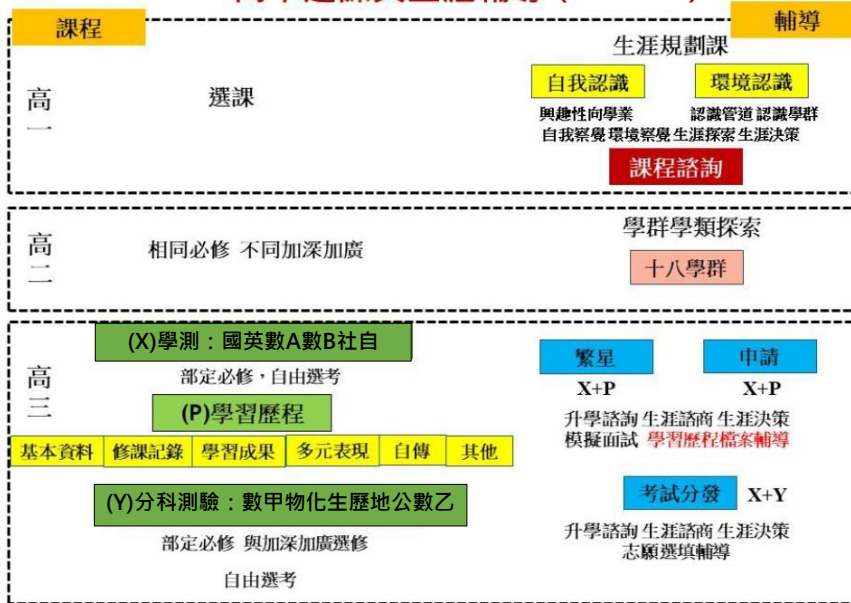 課程
輔導
高一
選課
生涯規劃課
自我認識 環境認識
興趣性向學業 認識管道 認識學群
自我察覺 環境察覺 生涯探索 生涯決策
課程諮詢
高二
相同必修 不同加深加廣
學群學類探索
十八學群
高三
(X)學測：國英數A數B社自
部定必修，自由選考
(P)學習歷程
基本資料 修課記錄 學習成果 多元表現 自傳 其他
(Y)分科測驗：數甲物化生歷地公數乙
部定必修 與加深加廣選修
自由選考
繁星 申請
X+P X+P
升學諮詢 生涯諮商 生涯決策
模擬面試 學習歷程檔案輔導
考試分發 X+Y
升學諮詢 生涯諮商 生涯決策
志願選填輔導